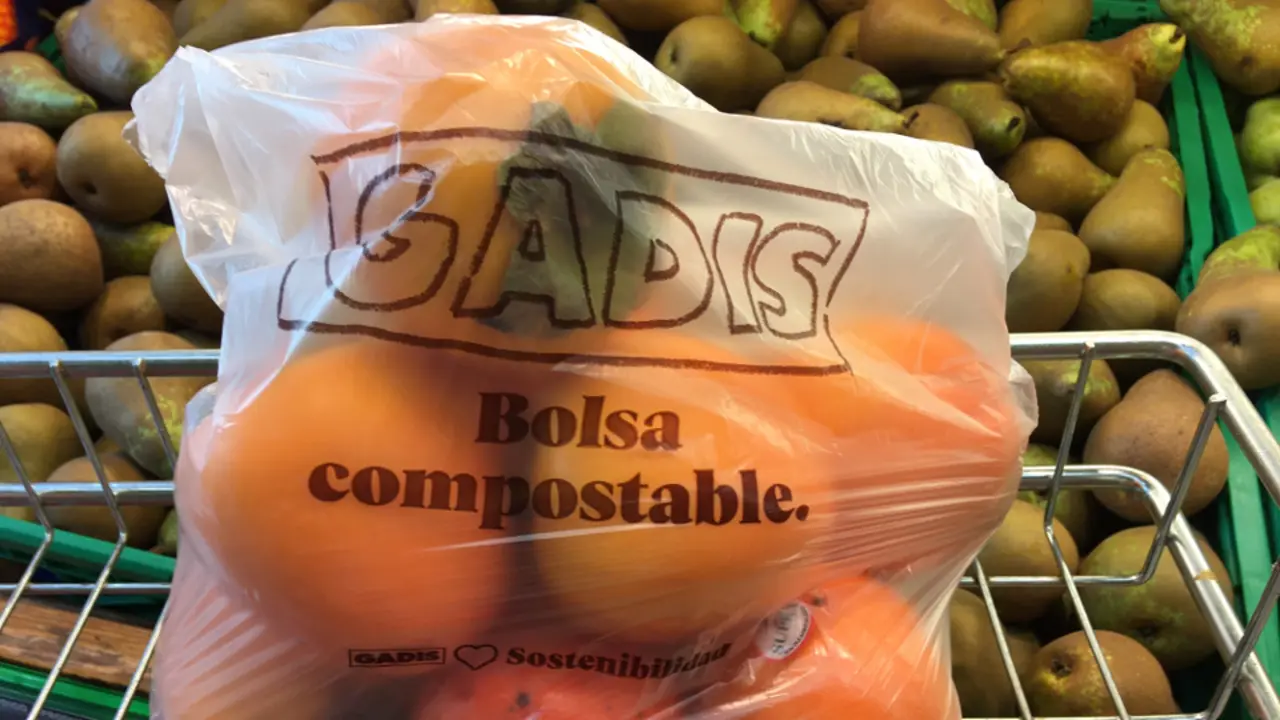 GADIS
Bolsa
compostable.
GADIS Sostenibilidad